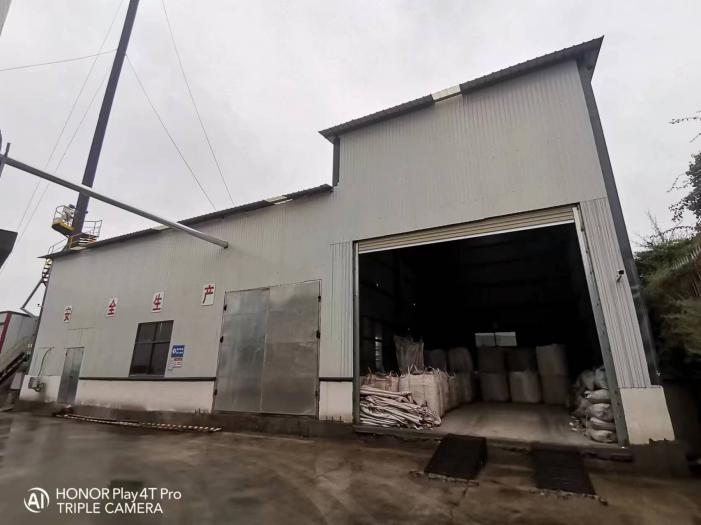 安全生产
HONOR Play4T Pro
TRIPLE CAMERA